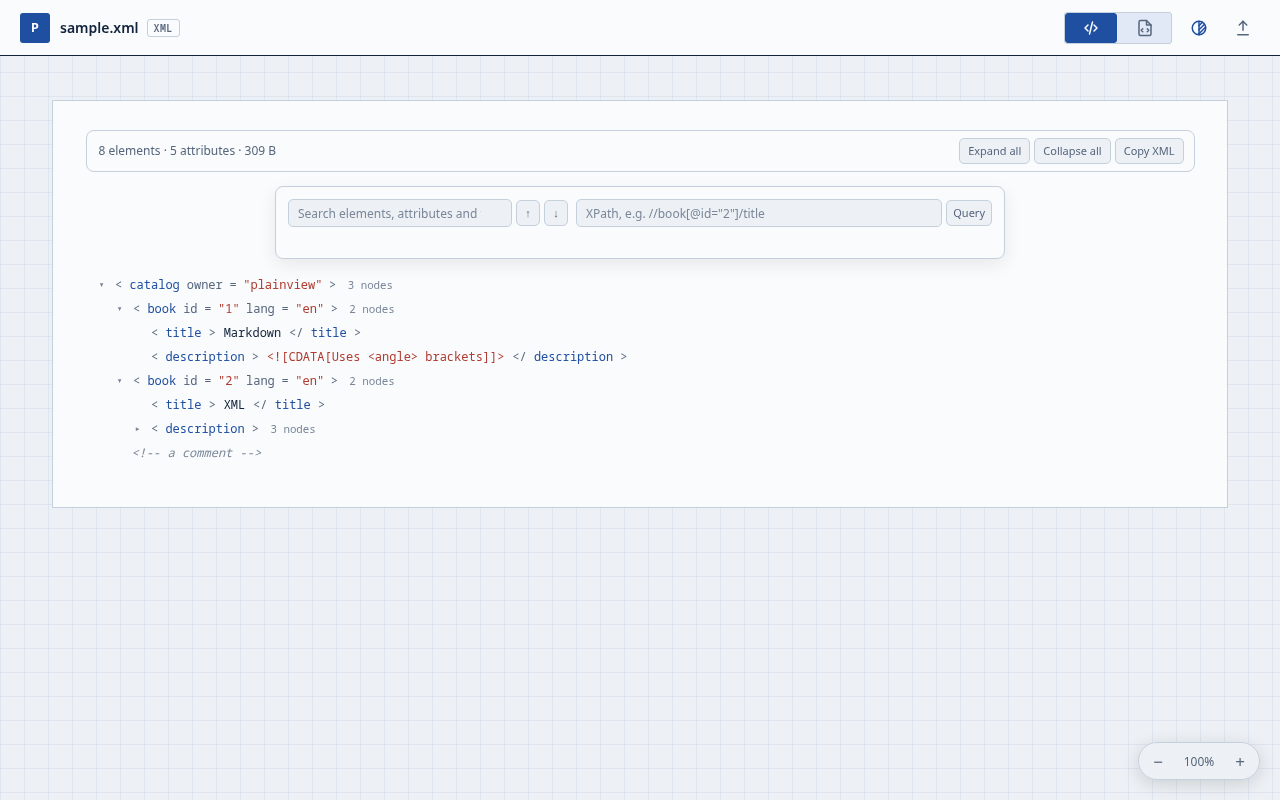 P sample.xml XML
8 elements · 5 attributes · 309 B Expand all Collapse all Copy XML
Search elements, attributes and ↑ ↓ XPath, e.g. //book[@id="2"]/title Query
▾ < catalog owner = "plainview" > 3 nodes
▾ < book id = "1" lang = "en" > 2 nodes
< title > Markdown </ title >
< description > <![CDATA[Uses <angle> brackets]]> </ description >
▾ < book id = "2" lang = "en" > 2 nodes
< title > XML </ title >
▸ < description > 3 nodes
<!-- a comment -->
− 100% +